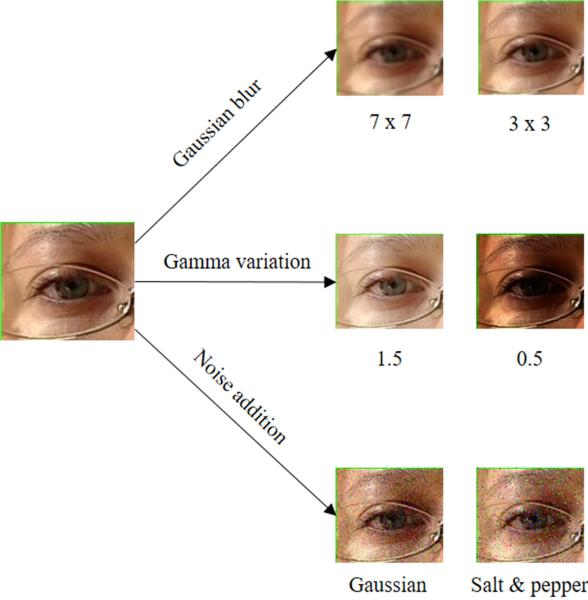 Gaussian blur
7 x 7
3 x 3
Gamma variation
1.5
0.5
Noise addition
Gaussian
Salt & pepper